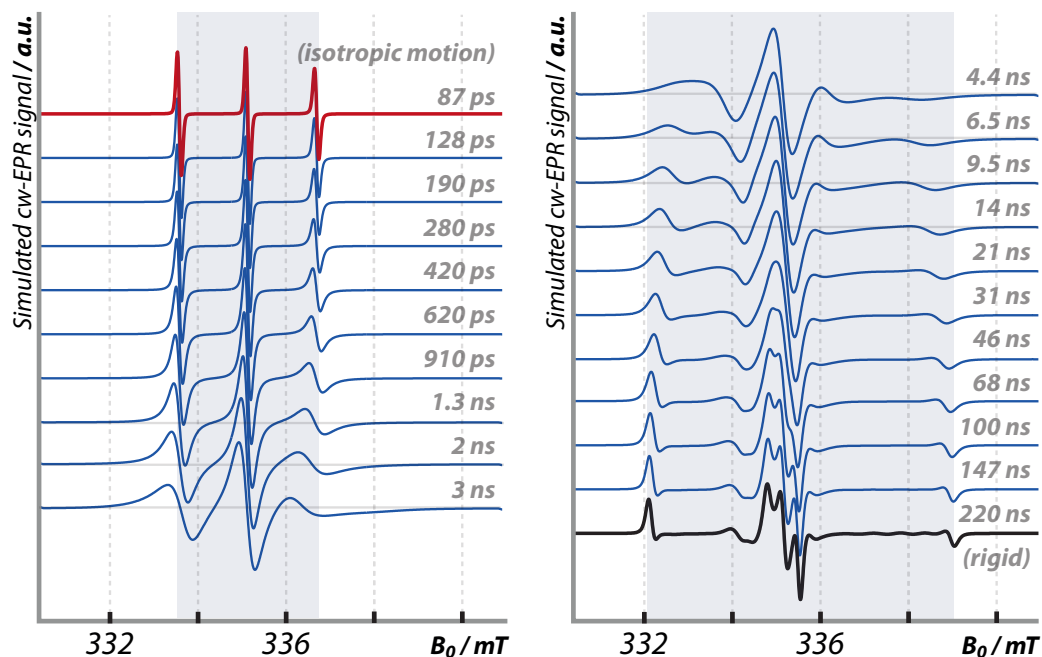 Simulated cw-EPR signal / a.u.
(isotropic motion)
87 ps
128 ps
190 ps
280 ps
420 ps
620 ps
910 ps
1.3 ns
2 ns
3 ns
332
336
B0 / mT
Simulated cw-EPR signal / a.u.
4.4 ns
6.5 ns
9.5 ns
14 ns
21 ns
31 ns
46 ns
68 ns
100 ns
147 ns
220 ns
(rigid)
332
336
B0 / mT